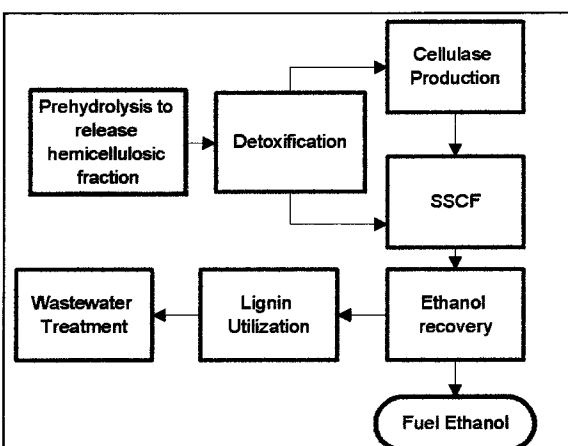 Cellulase
Production
Prehydrolysis to
release
hemicellulosic
fraction
Detoxification
SSCF
Wastewater
Treatment
Lignin
Utilization
Ethanol
recovery
Fuel Ethanol